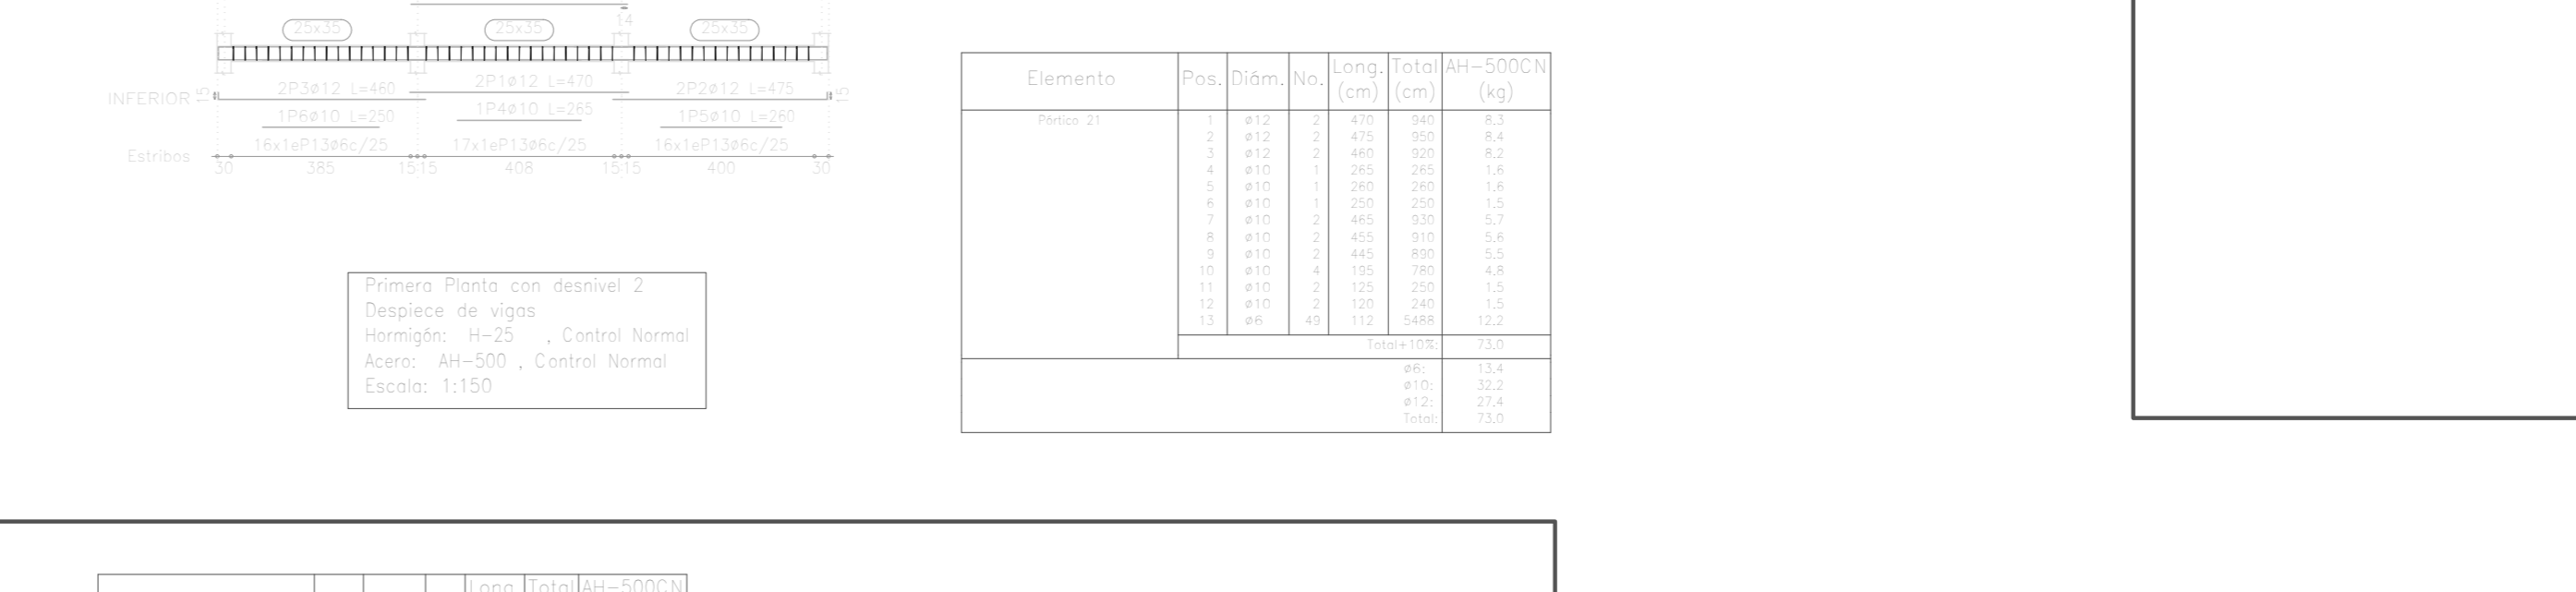 14
25x35 25x35 25x35
2P3ø12 L=460 2P1ø12 L=470 2P2ø12 L=475
INFERIOR 15 15
1P6ø10 L=250 1P4ø10 L=265 1P5ø10 L=260
Estribos 16x1eP13ø6c/25 17x1eP13ø6c/25 16x1eP13ø6c/25
30 385 15 15 408 15 15 400 30
Primera Planta con desnivel 2
Despiece de vigas
Hormigón: H-25 , Control Normal
Acero: AH-500 , Control Normal
Escala: 1:150
Elemento Pos. Diám. No. Long. (cm) Total (cm) AH-500CN (kg)
Pórtico 21 1 ø12 2 470 940 8.3
2 ø12 2 475 950 8.4
3 ø12 2 460 920 8.2
4 ø10 1 265 265 1.6
5 ø10 1 260 260 1.6
6 ø10 1 250 250 1.5
7 ø10 2 465 930 5.7
8 ø10 2 455 910 5.6
9 ø10 2 445 890 5.5
10 ø10 4 195 780 4.8
11 ø10 2 125 250 1.5
12 ø10 2 120 240 1.5
13 ø6 49 112 5488 12.2
Total+10%: 73.0
ø6: 13.4
ø10: 32.2
ø12: 27.4
Total: 73.0
Long. Total AH-500CN